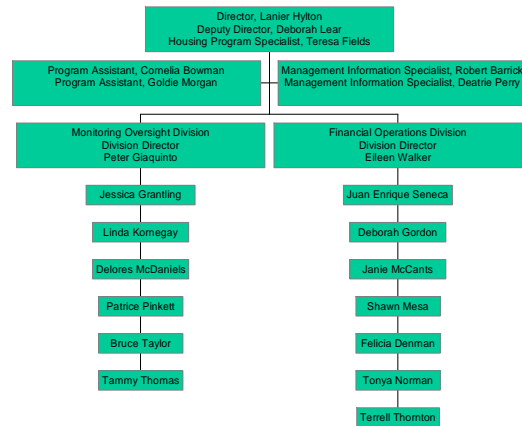 Director, Lanier Hylton
Deputy Director, Deborah Lear
Housing Program Specialist, Teresa Fields
Program Assistant, Cornelia Bowman
Program Assistant, Goldie Morgan
Management Information Specialist, Robert Barrick
Management Information Specialist, Deatrie Perry
Monitoring Oversight Division
Division Director
Peter Giaquinto
Financial Operations Division
Division Director
Eileen Walker
Jessica Grantling
Linda Kornegay
Delores McDaniels
Patrice Pinkett
Bruce Taylor
Tammy Thomas
Juan Enrique Seneca
Deborah Gordon
Janie McCants
Shawn Mesa
Felicia Denman
Tonya Norman
Terrell Thornton